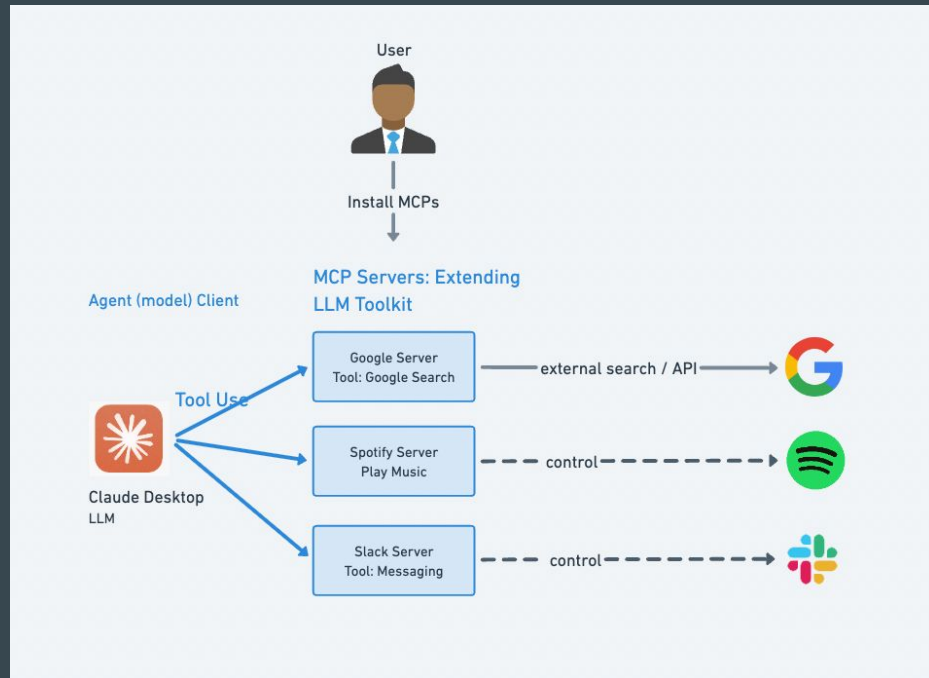 User
Install MCPs
MCP Servers: Extending
LLM Toolkit
Agent (model) Client
Google Server
Tool: Google Search
external search / API
Tool Use
Spotify Server
Play Music
control
Claude Desktop
LLM
Slack Server
Tool: Messaging
control